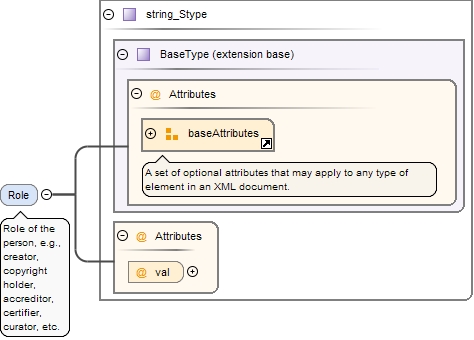 string_Stype
BaseType (extension base)
@ Attributes
baseAttributes
A set of optional attributes that may apply to any type of
element in an XML document.
Role
Role of the
person, e.g.,
creator,
copyright
holder,
accreditor,
certifier,
curator, etc.
@ Attributes
@ val